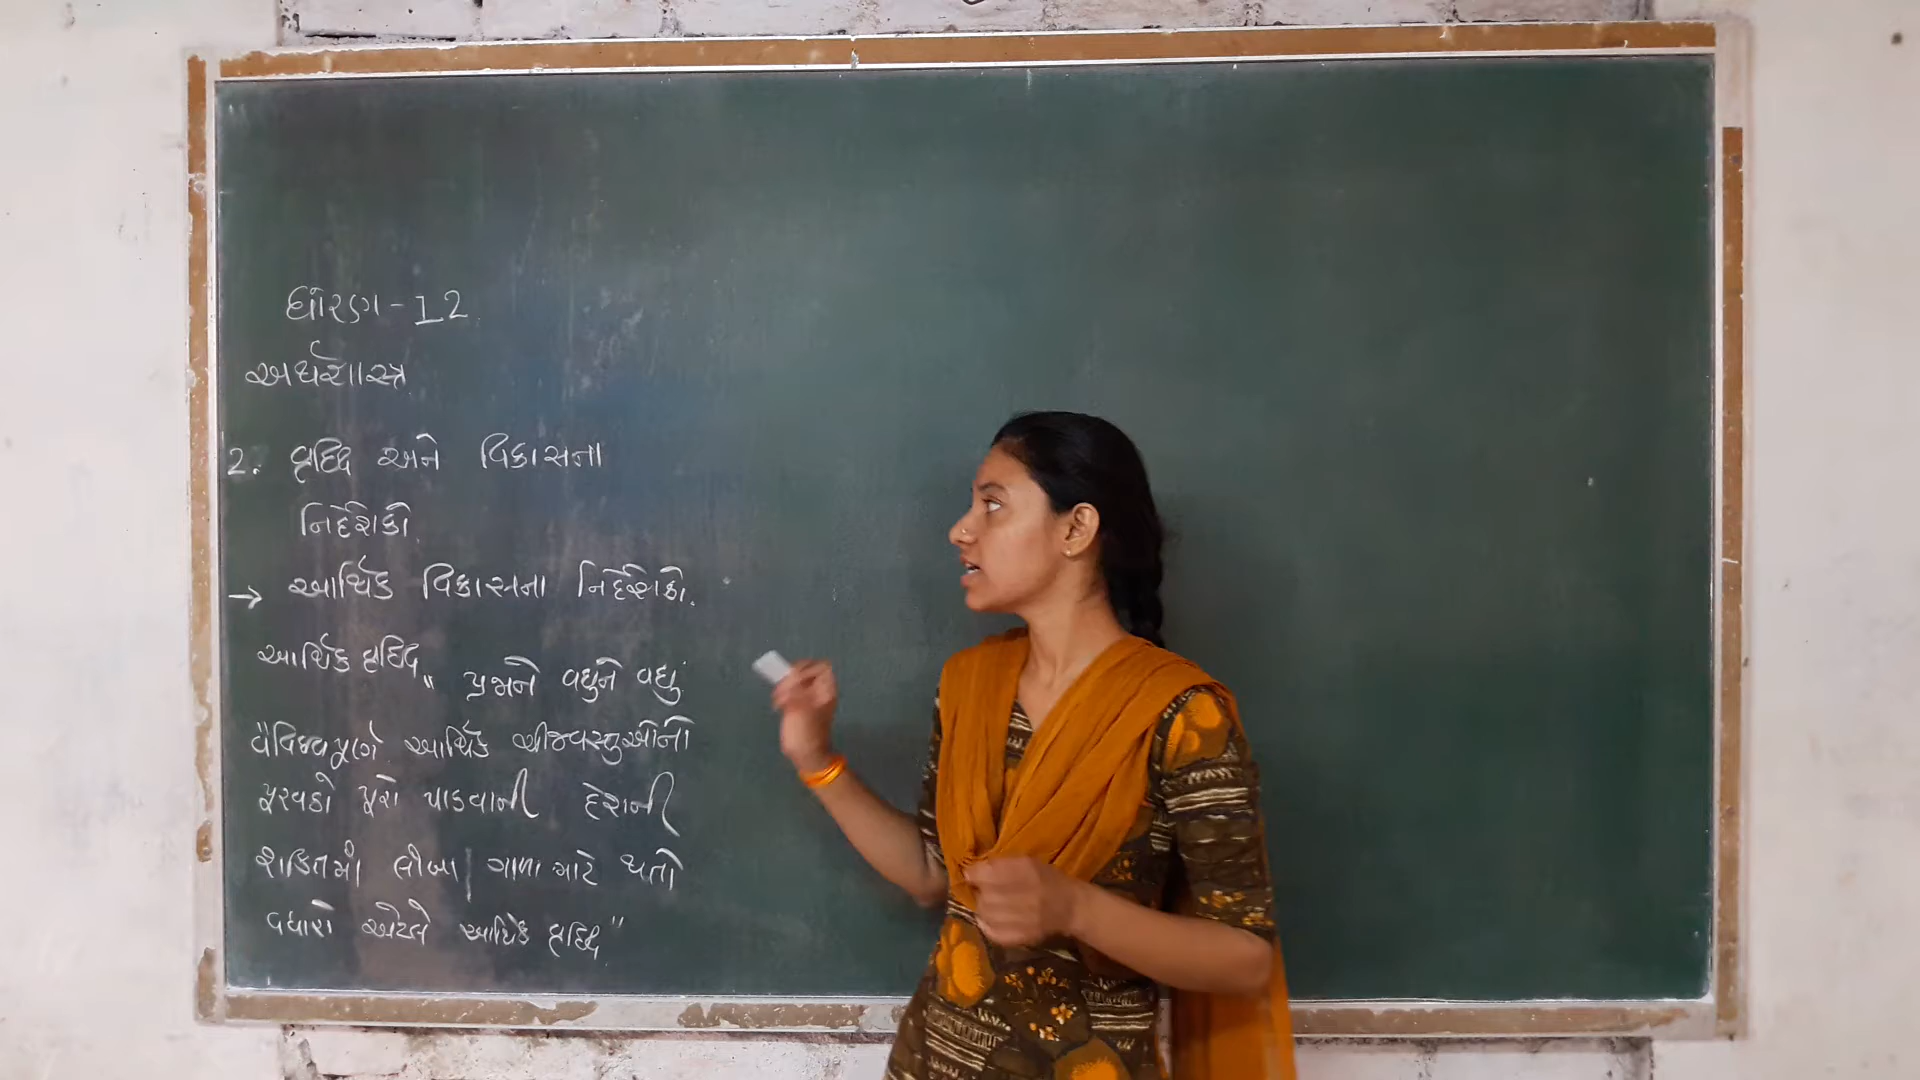 ધોરણ - 12
અર્થશાસ્ત્ર
2. વૃદ્ધિ અને વિકાસના
નિર્દેશકો.
→ આર્થિક વિકાસના નિર્દેશકો.
આર્થિક વૃદ્ધિ " પ્રજાને વધુને વધુ
વૈવિધ્યપૂર્ણ આર્થિક ચીજવસ્તુઓનો
પુરવઠો પૂરો પાડવાની દેશની
શક્તિમાં લાંબા ગાળા માટે થતો
વધારો એટલે આર્થિક વૃદ્ધિ"